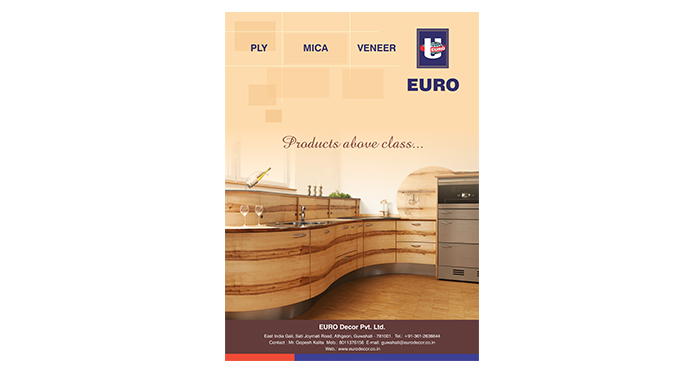 PLY MICA VENEER
EURO
EURO
Products above class...
EURO Decor Pvt. Ltd.
East India Gali, Sati Joymati Road, Athgaon, Guwahati - 781001, Tel.: +91-361-2638844
Contact : Mr. Gopesh Kalita Mob.: 8011376156 E-mail: guwahati@eurodecor.co.in
Web.: www.eurodecor.co.in